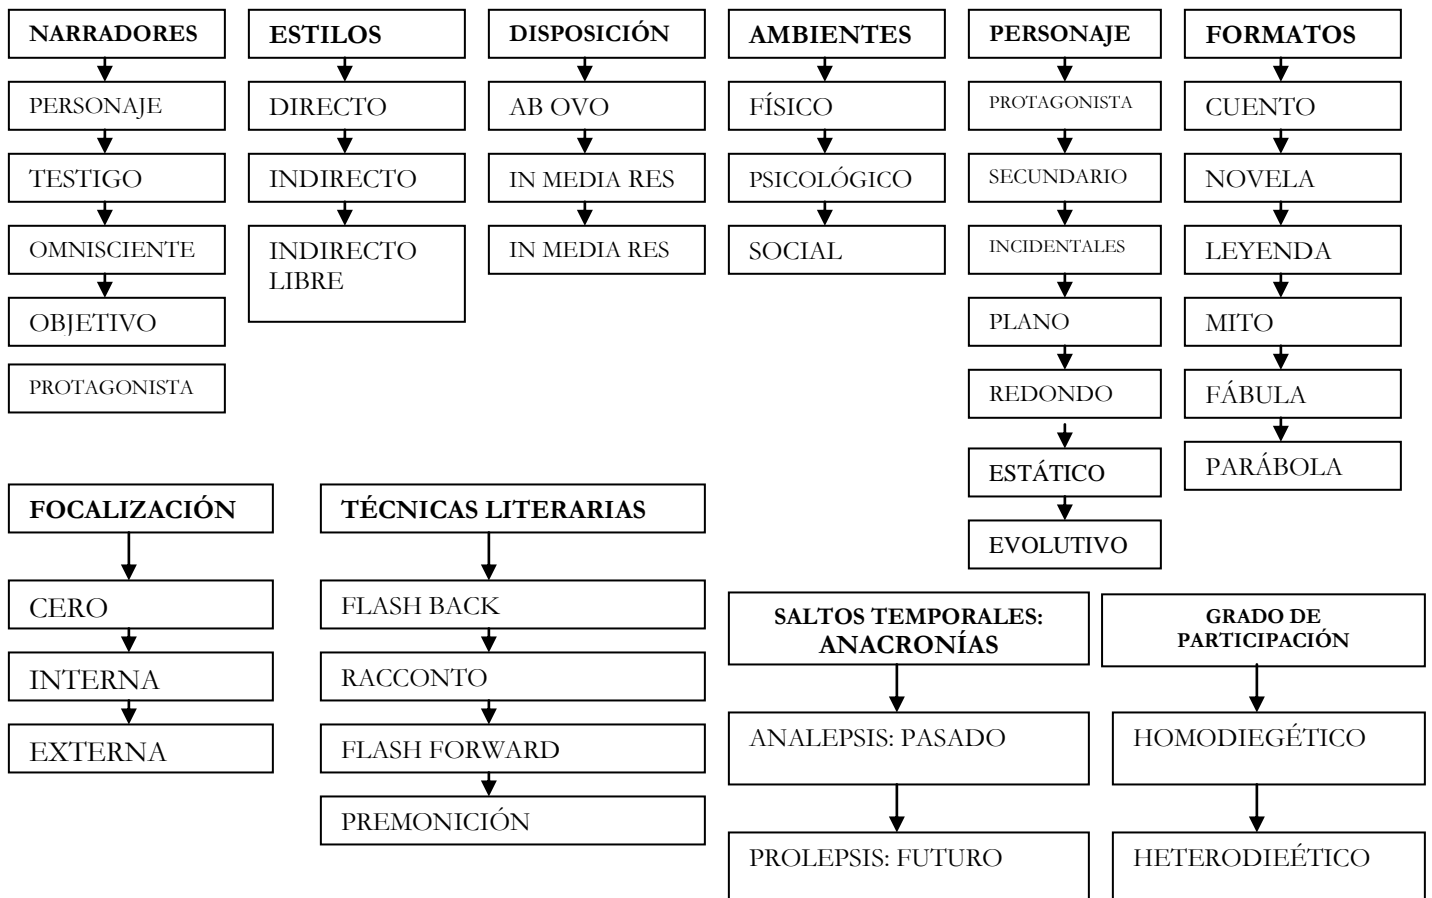 NARRADORES
PERSONAJE
TESTIGO
OMNISCIENTE
OBJETIVO
PROTAGONISTA
ESTILOS
DIRECTO
INDIRECTO
INDIRECTO
LIBRE
DISPOSICIÓN
AB OVO
IN MEDIA RES
IN MEDIA RES
AMBIENTES
FÍSICO
PSICOLÓGICO
SOCIAL
PERSONAJE
PROTAGONISTA
SECUNDARIO
INCIDENTALES
PLANO
REDONDO
ESTÁTICO
EVOLUTIVO
FORMATOS
CUENTO
NOVELA
LEYENDA
MITO
FÁBULA
PARÁBOLA
FOCALIZACIÓN
CERO
INTERNA
EXTERNA
TÉCNICAS LITERARIAS
FLASH BACK
RACCONTO
FLASH FORWARD
PREMONICIÓN
SALTOS TEMPORALES:
ANACRONÍAS
ANALEPSIS: PASADO
PROLEPSIS: FUTURO
GRADO DE
PARTICIPACIÓN
HOMODIEGÉTICO
HETERODIEÉTICO